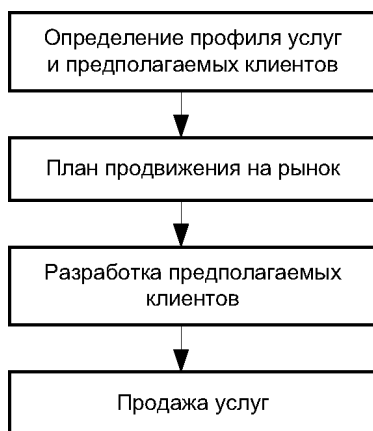 Определение профиля услуг
и предполагаемых клиентов
План продвижения на рынок
Разработка предполагаемых
клиентов
Продажа услуг